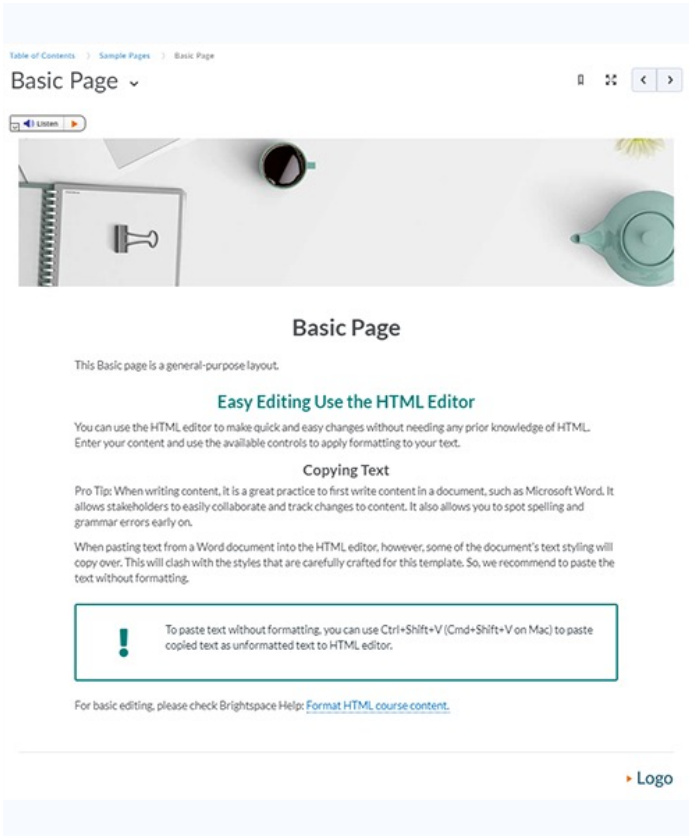 Table of Contents > Sample Pages > Basic Page
Basic Page
Listen
Basic Page
This Basic page is a general-purpose layout.
Easy Editing Use the HTML Editor
You can use the HTML editor to make quick and easy changes without needing any prior knowledge of HTML.
Enter your content and use the available controls to apply formatting to your text.
Copying Text
Pro Tip: When writing content, it is a great practice to first write content in a document, such as Microsoft Word. It
allows stakeholders to easily collaborate and track changes to content. It also allows you to spot spelling and
grammar errors early on.
When pasting text from a Word document into the HTML editor, however, some of the document's text styling will
copy over. This will clash with the styles that are carefully crafted for this template. So, we recommend to paste the
text without formatting.
! To paste text without formatting, you can use Ctrl+Shift+V (Cmd+Shift+V on Mac) to paste
copied text as unformatted text to HTML editor.
For basic editing, please check Brightspace Help: Format HTML course content.
Logo